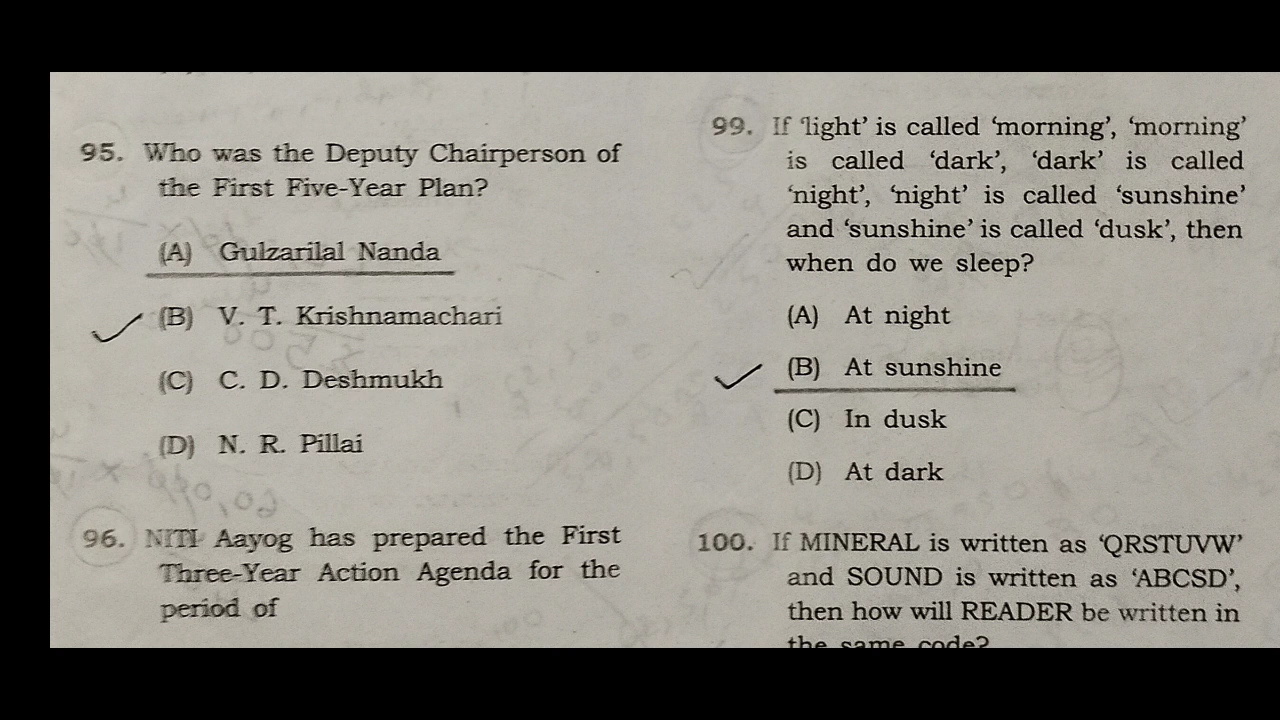 95. Who was the Deputy Chairperson of
the First Five-Year Plan?
(A) Gulzarilal Nanda
(B) V. T. Krishnamachari
(C) C. D. Deshmukh
(D) N. R. Pillai
96. NITI Aayog has prepared the First
Three-Year Action Agenda for the
period of
99. If 'light' is called 'morning', 'morning'
is called 'dark', 'dark' is called
'night', 'night' is called 'sunshine'
and 'sunshine' is called 'dusk', then
when do we sleep?
(A) At night
(B) At sunshine
(C) In dusk
(D) At dark
100. If MINERAL is written as 'QRSTUVW'
and SOUND is written as 'ABCSD',
then how will READER be written in
the same code?